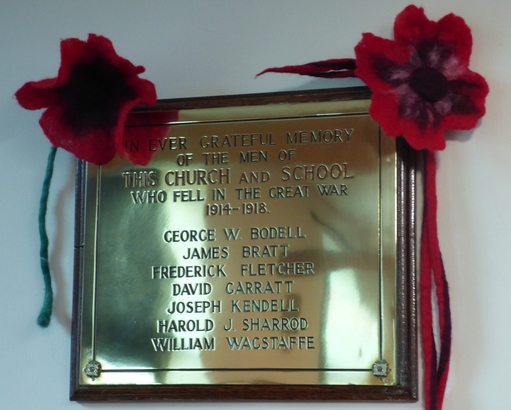 IN EVER GRATEFUL MEMORY
OF THE MEN OF
THIS CHURCH AND SCHOOL
WHO FELL IN THE GREAT WAR
1914-1918.
GEORGE W. BODELL
JAMES BRATT
FREDERICK FLETCHER
DAVID GARRATT
JOSEPH KENDELL
HAROLD J. SHARROD
WILLIAM WAGSTAFFE